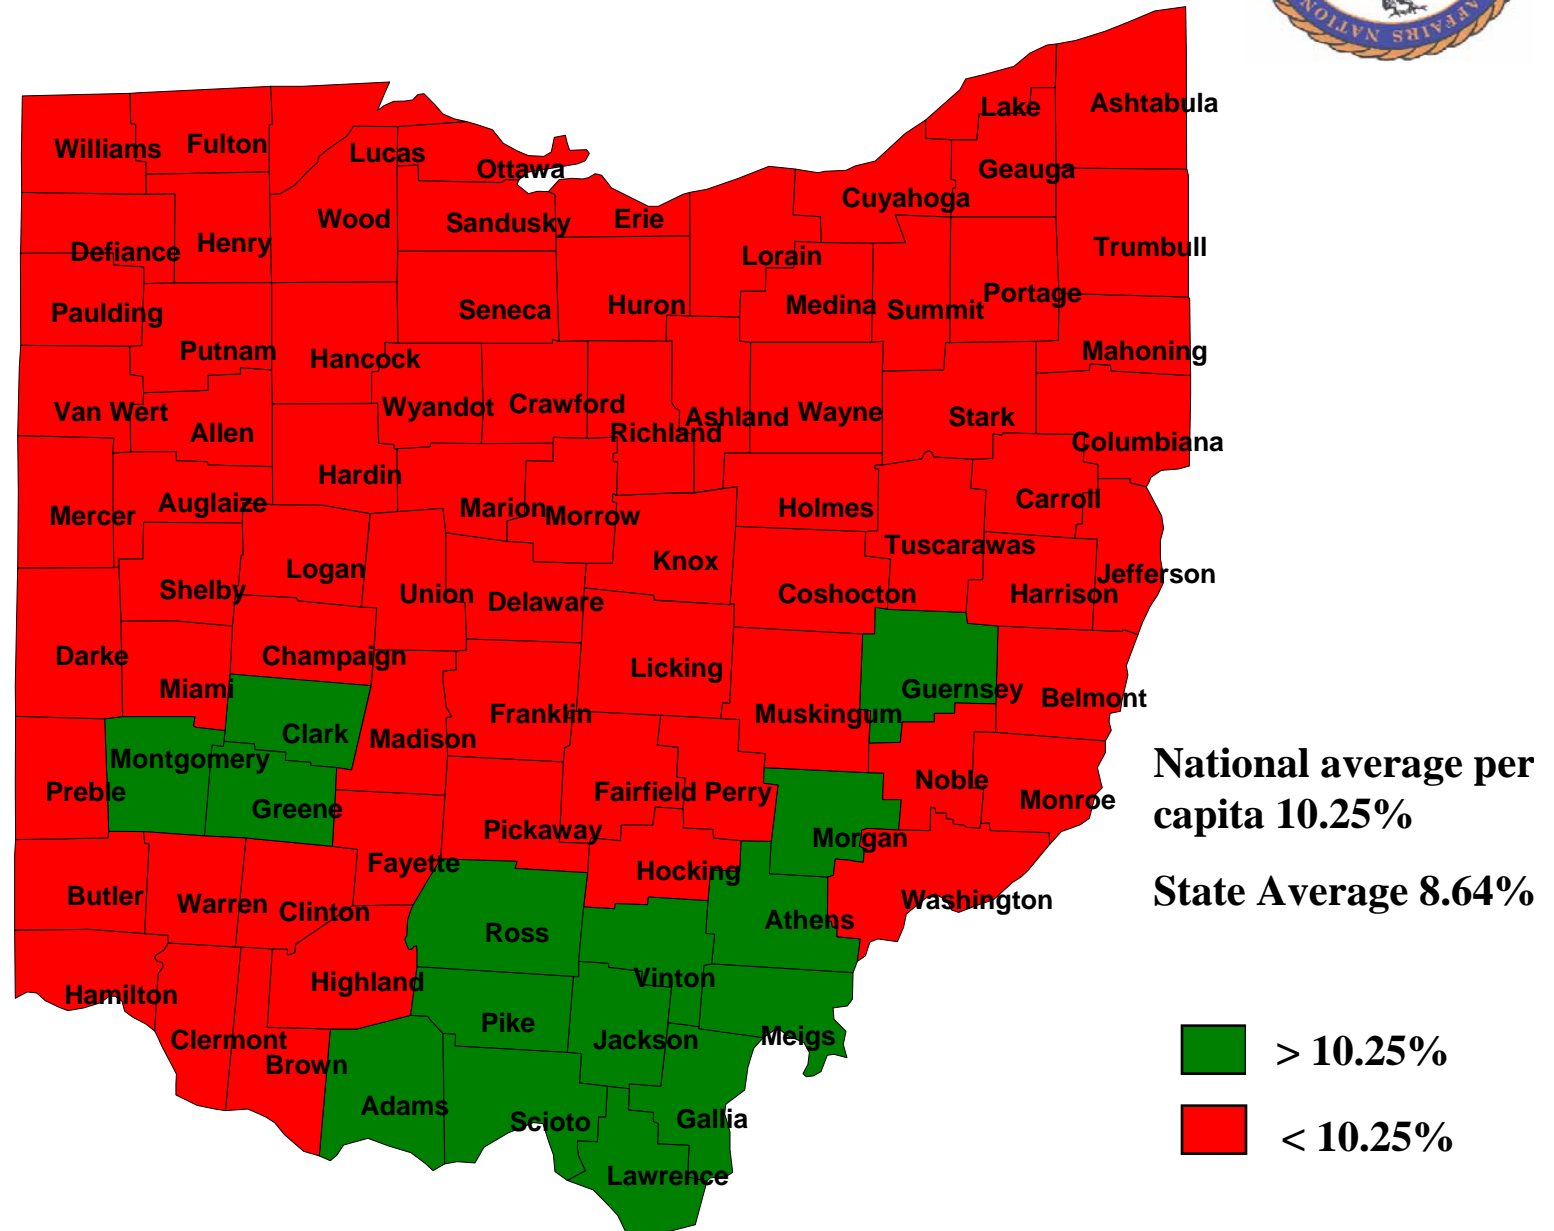 AFFAIRS NATION
Lake
Ashtabula
Williams
Fulton
Lucas
Ottawa
Geauga
Cuyahoga
Wood
Sandusky
Erie
Defiance
Henry
Lorain
Trumbull
Paulding
Seneca
Huron
Medina
Summit
Portage
Putnam
Hancock
Mahoning
Van Wert
Allen
Wyandot
Crawford
Richland
Ashland
Wayne
Stark
Columbiana
Hardin
Mercer
Auglaize
Marion
Morrow
Holmes
Carroll
Tuscarawas
Knox
Logan
Shelby
Union
Delaware
Coshocton
Harrison
Jefferson
Darke
Champaign
Licking
Miami
Guernsey
Belmont
Franklin
Muskingum
Clark
Madison
Montgomery
Preble
Greene
Fairfield
Perry
Noble
Monroe
National average per
capita 10.25%
Pickaway
Morgan
Fayette
Hocking
Butler
Warren
Clinton
Washington
State Average 8.64%
Ross
Athens
Highland
Vinton
Hamilton
Pike
Clermont
Jackson
Meigs
Brown
> 10.25%
Adams
Scioto
Gallia
< 10.25%
Lawrence